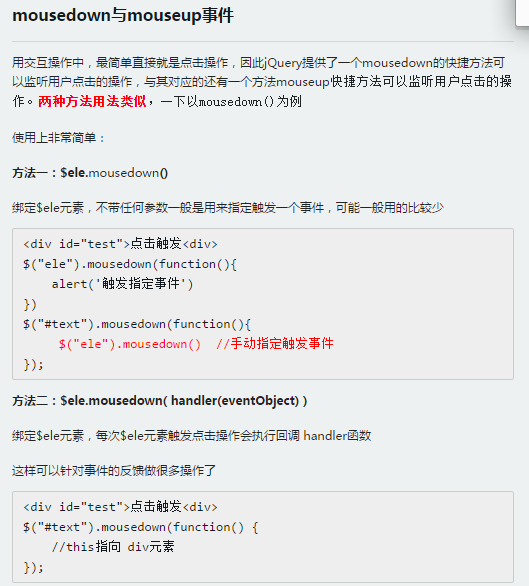 mousedown与mouseup事件
用交互操作中，最简单直接就是点击操作，因此jQuery提供了一个mousedown的快捷方法可
以监听用户点击的操作，与其对应的还有一个方法mouseup快捷方法可以监听用户点击的操
作。两种方法用法类似，一下以mousedown()为例
使用上非常简单：
方法一：$ele.mousedown()
绑定$ele元素，不带任何参数一般是用来指定触发一个事件，可能一般用的比较少
<div id="test">点击触发<div>
$("ele").mousedown(function(){
    alert('触发指定事件')
})
$("#text").mousedown(function(){
     $("ele").mousedown()  //手动指定触发事件
});
方法二：$ele.mousedown( handler(eventObject) )
绑定$ele元素，每次$ele元素触发点击操作会执行回调 handler函数
这样可以针对事件的反馈做很多操作了
<div id="test">点击触发<div>
$("#text").mousedown(function() {
    //this指向 div元素
});